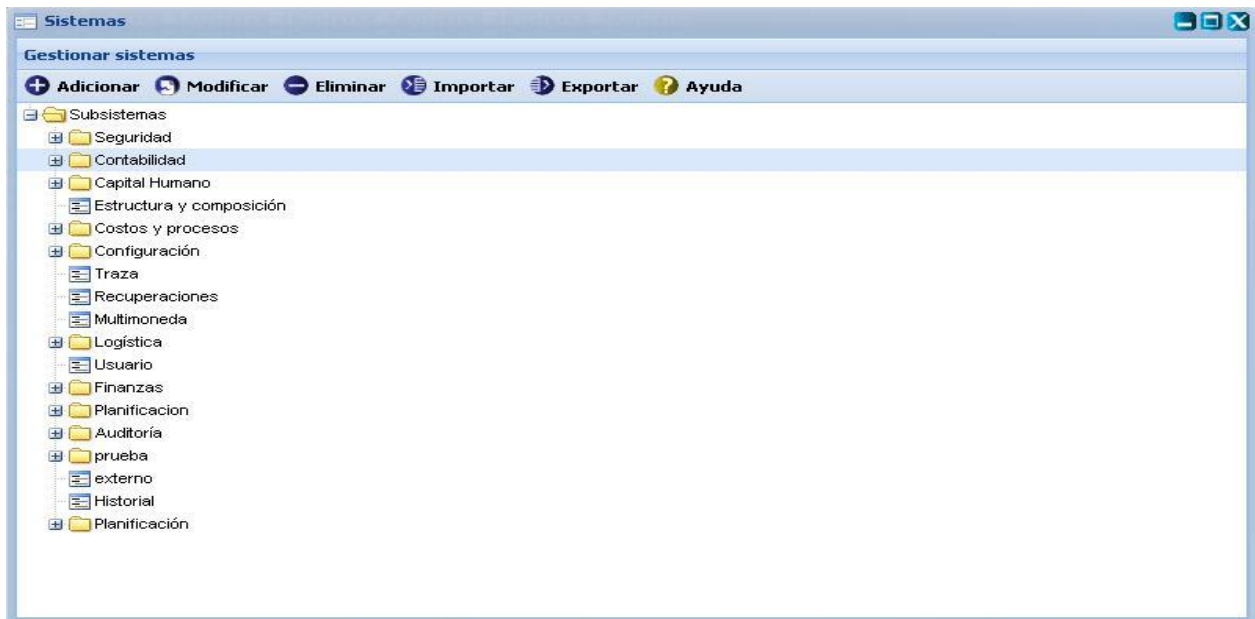 Sistemas
Gestionar sistemas
Adicionar Modificar Eliminar Importar Exportar Ayuda
Subsistemas
Seguridad
Contabilidad
Capital Humano
Estructura y composición
Costos y procesos
Configuración
Traza
Recuperaciones
Multimoneda
Logística
Usuario
Finanzas
Planificacion
Auditoría
prueba
externo
Historial
Planificación